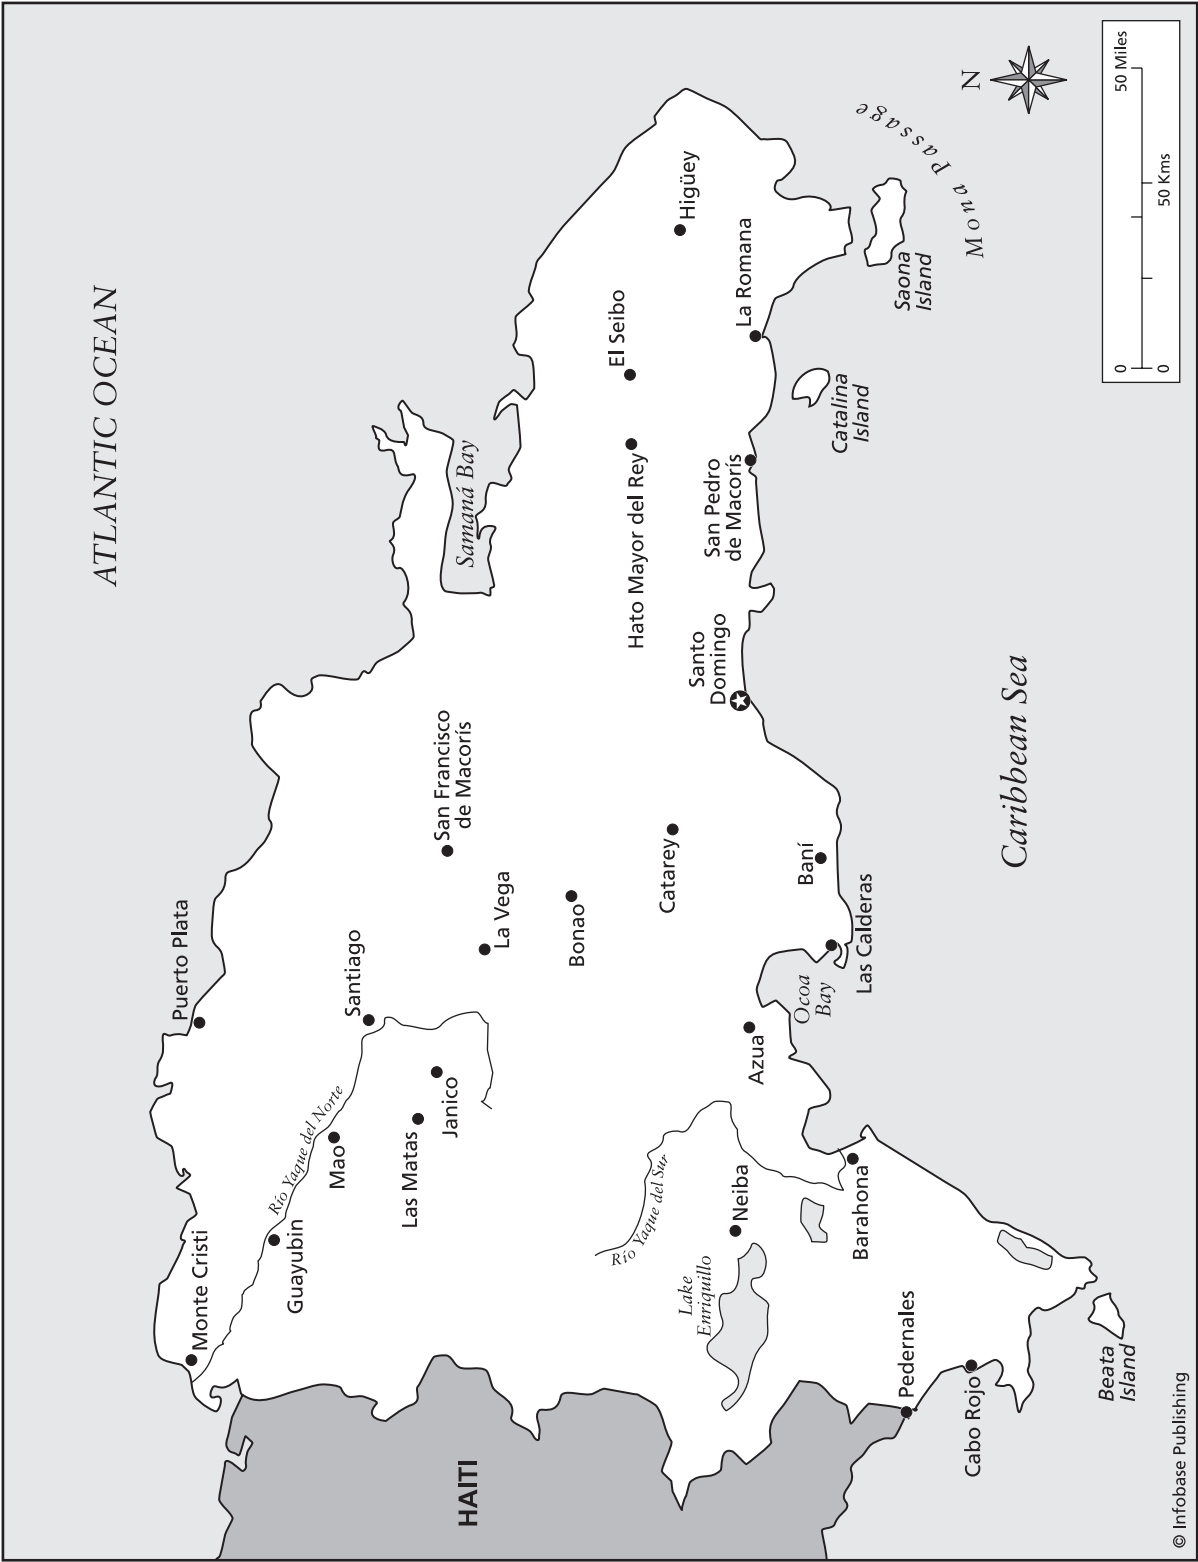 ATLANTIC OCEAN
Puerto Plata
Monte Cristi
Río Yaque del Norte
Guayubin
Mao
Santiago
Las Matas
Janico
San Francisco
de Macorís
La Vega
Samaná Bay
HAITI
Bonao
El Seibo
Hato Mayor del Rey
Higüey
Río Yaque del Sur
Catarey
Lake
Enriquillo
Neiba
Azua
Santo
Domingo
San Pedro
de Macorís
La Romana
Ocoa
Bay
Baní
Las Calderas
Barahona
Catalina
Island
Saona
Island
Mona Passage
Pedernales
Cabo Rojo
Caribbean Sea
N
Beata
Island
0
50 Miles
0
50 Kms
© Infobase Publishing